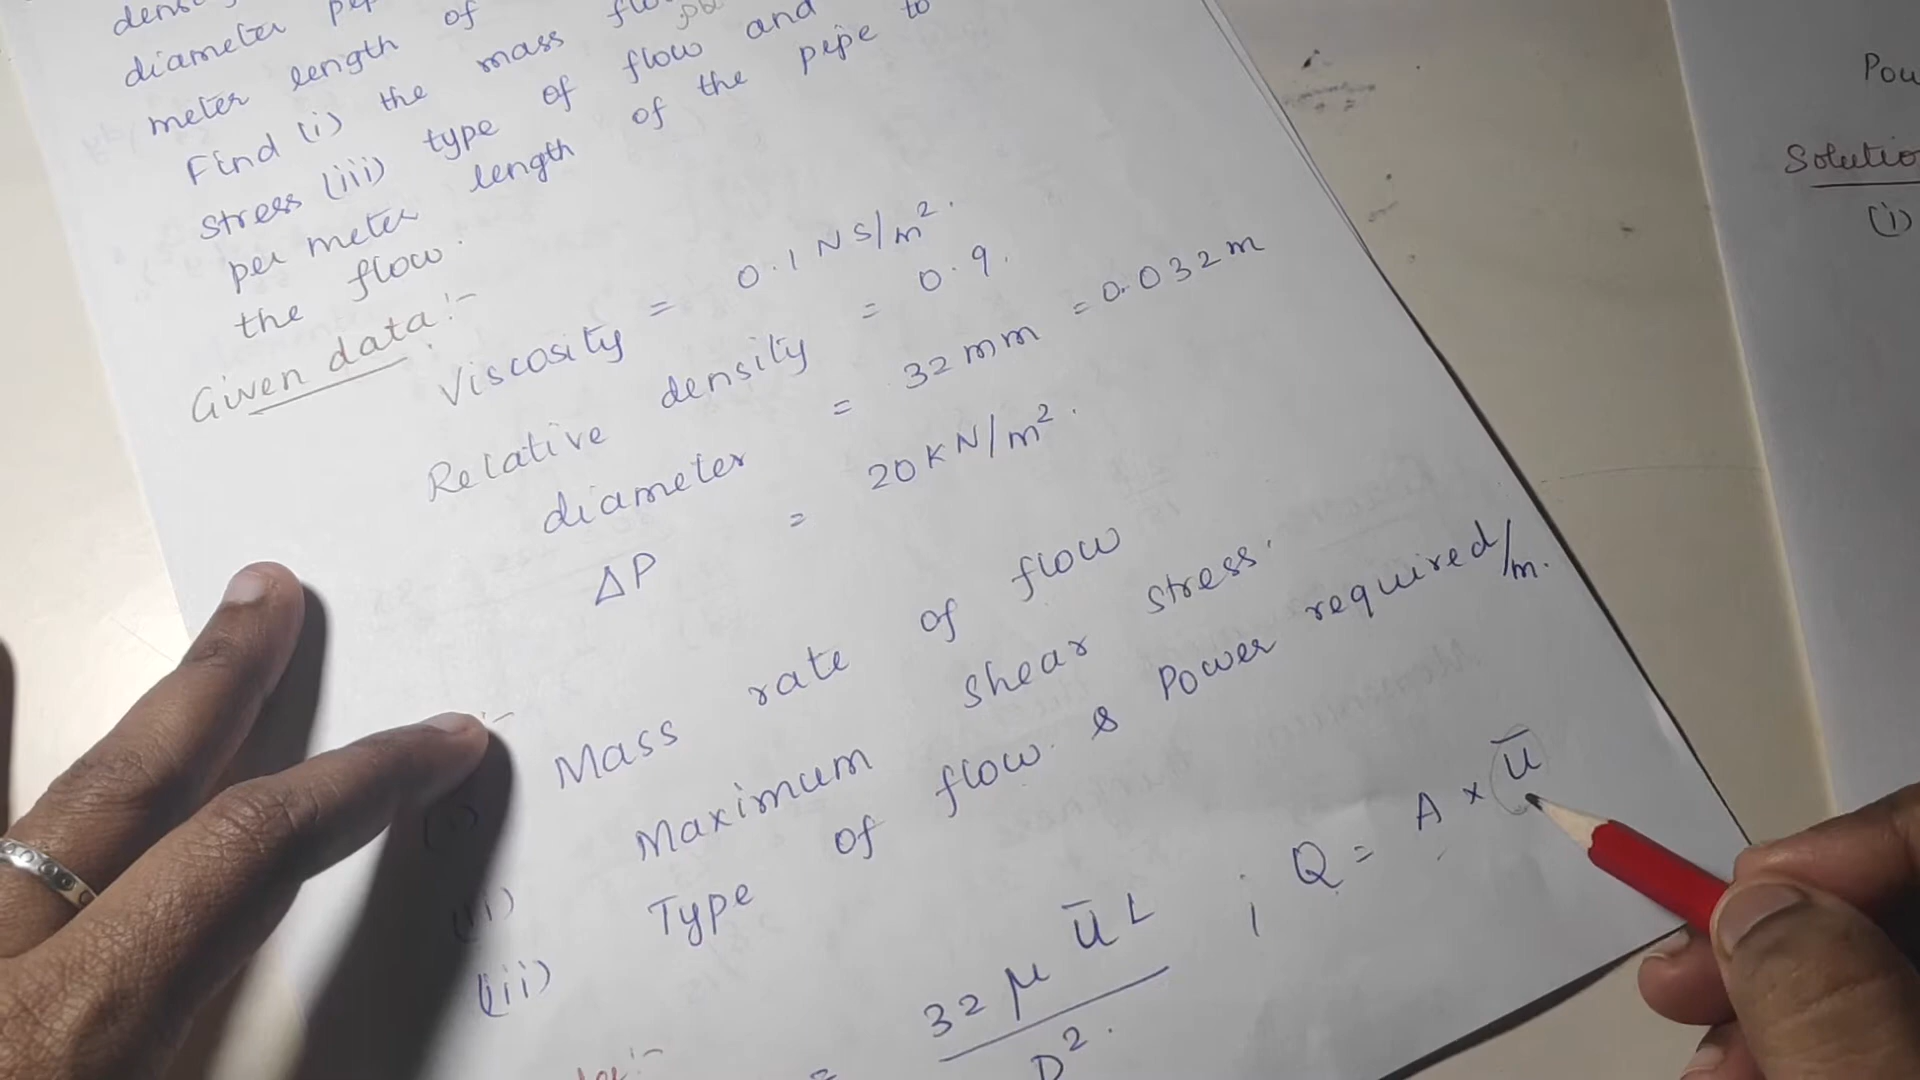 diameter
meter length of
Find (i) the mass
stress (iii) type of flow and
per meter length of the pipe to
the flow.
Given data:-
Viscosity = 0.1 NS/m².
Relative density = 0.9.
diameter = 32 mm = 0.032 m
ΔP = 20 KN/m².
Mass rate of flow
(ii) Maximum shear stress.
(iii) Type of flow. & Power required/m.
= 32 μ ū L / D². ; Q = A × ū
Solutio
(i)